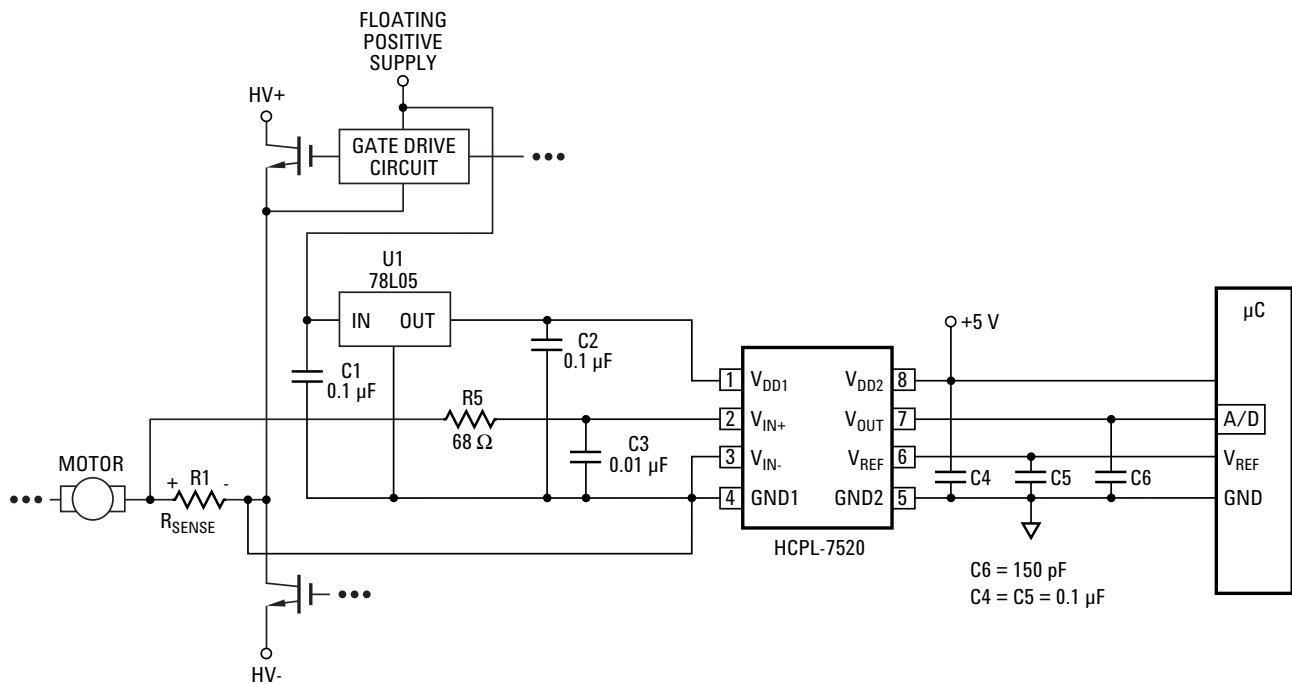 FLOATING
POSITIVE
SUPPLY
HV+
GATE DRIVE
CIRCUIT
U1
78L05
IN OUT
C1
0.1 µF
C2
0.1 µF
R5
68 Ω
C3
0.01 µF
MOTOR
+ R1 -
RSENSE
HV-
1 VDD1
2 VIN+
3 VIN-
4 GND1
VDD2 8
VOUT 7
VREF 6
GND2 5
HCPL-7520
+5 V
C4
C5
C6
C6 = 150 pF
C4 = C5 = 0.1 µF
µC
A/D
VREF
GND